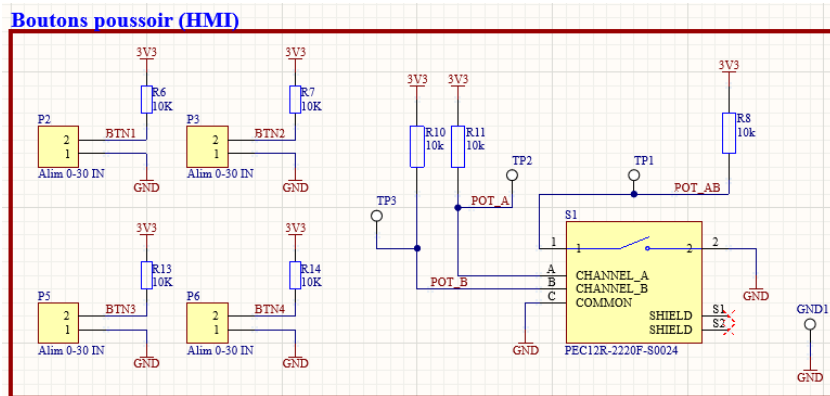 Boutons poussoir (HMI)
3V3
R6
10K
P2
2
1
BTN1
Alim 0-30 IN
GND
3V3
R7
10K
P3
2
1
BTN2
Alim 0-30 IN
GND
3V3
R13
10K
P5
2
1
BTN3
Alim 0-30 IN
GND
3V3
R14
10K
P6
2
1
BTN4
Alim 0-30 IN
GND
3V3
R10
10k
3V3
R11
10k
TP2
POT_A
TP3
POT_B
TP1
3V3
R8
10k
POT_AB
S1
1
1
2
2
A
CHANNEL_A
B
CHANNEL_B
C
COMMON
SHIELD
S1
SHIELD
S2
PEC12R-2220F-S0024
GND
GND
GND1
GND